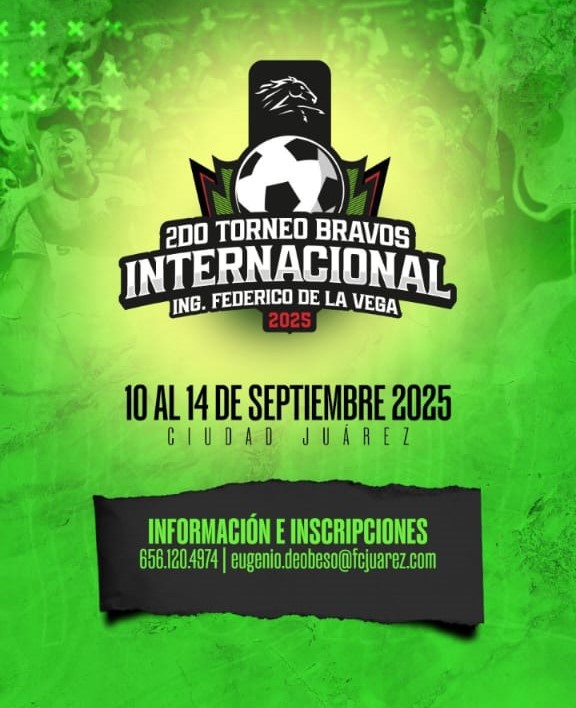 2DO TORNEO BRAVOS
INTERNACIONAL
ING. FEDERICO DE LA VEGA
2025
10 AL 14 DE SEPTIEMBRE 2025
CIUDAD JUÁREZ
INFORMACIÓN E INSCRIPCIONES
656.120.4974 | eugenio.deobeso@fcjuarez.com